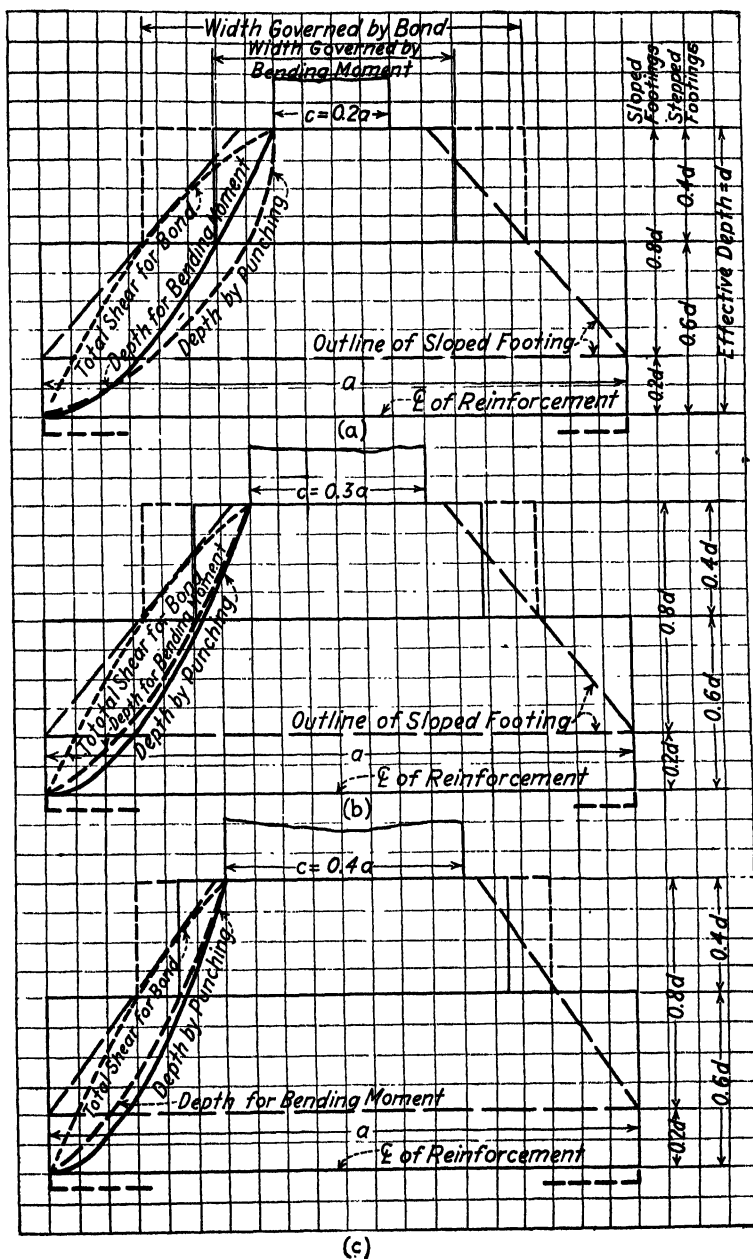 Width Governed by Bond
Width Governed by
Bending Moment
c=0.2a
Sloped
Footings
Stepped
Footings
Total Shear for Bond
Depth for Bending Moment
Depth by Punching
0.8d
0.4d
0.6d
0.2d
Effective Depth=d
Outline of Sloped Footing
a
℄ of Reinforcement
(a)
c=0.3a
Tototal Shear for Bond
Depth for Bending Moment
Depth by Punching
0.8d
0.4d
0.6d
0.2d
Outline of Sloped Footing
a
℄ of Reinforcement
(b)
c=0.4a
Total Shear for Bond
Depth by Punching
0.8d
0.4d
0.6d
0.2d
Depth for Bending Moment
a
℄ of Reinforcement
(c)